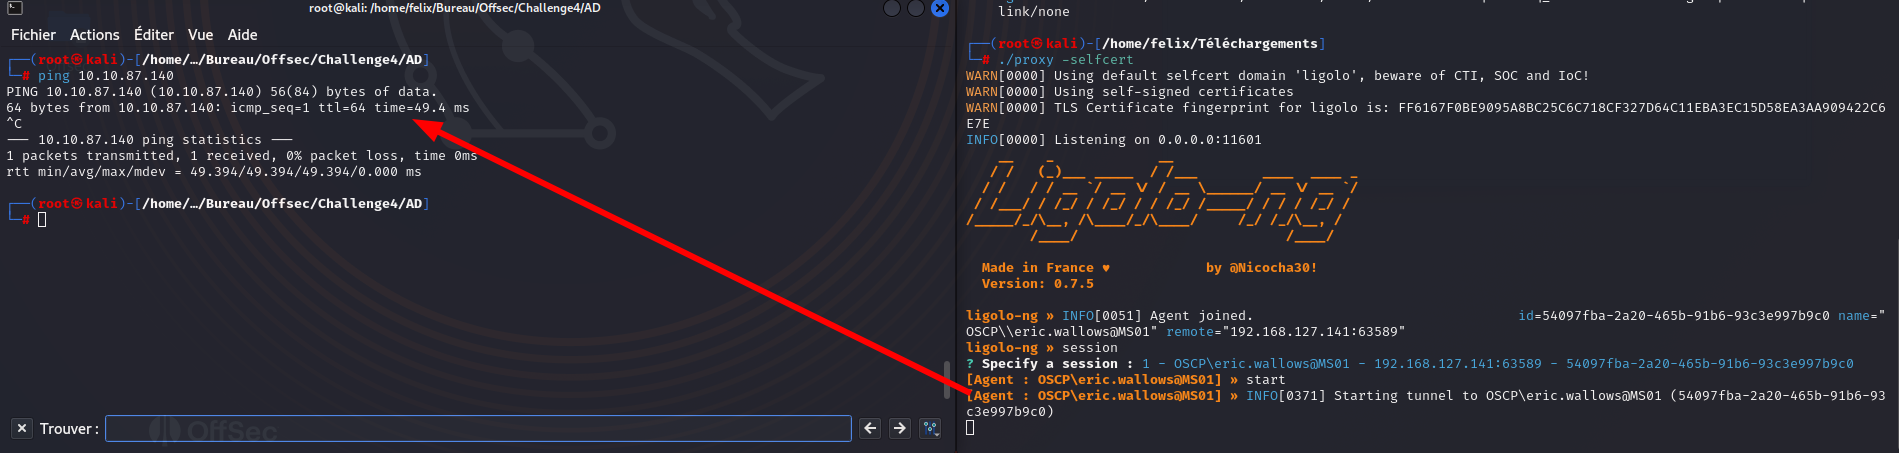 root@kali: /home/felix/Bureau/Offsec/Challenge4/AD
Fichier Actions Éditer Vue Aide
┌──(root㉿kali)-[/home/…/Bureau/Offsec/Challenge4/AD]
└─# ping 10.10.87.140
PING 10.10.87.140 (10.10.87.140) 56(84) bytes of data.
64 bytes from 10.10.87.140: icmp_seq=1 ttl=64 time=49.4 ms
^C
--- 10.10.87.140 ping statistics ---
1 packets transmitted, 1 received, 0% packet loss, time 0ms
rtt min/avg/max/mdev = 49.394/49.394/49.394/0.000 ms
┌──(root㉿kali)-[/home/…/Bureau/Offsec/Challenge4/AD]
└─#
Trouver :
OffSec
link/none
┌──(root㉿kali)-[/home/felix/Téléchargements]
└─# ./proxy -selfcert
WARN[0000] Using default selfcert domain 'ligolo', beware of CTI, SOC and IoC!
WARN[0000] Using self-signed certificates
WARN[0000] TLS Certificate fingerprint for ligolo is: FF6167F0BE9095A8BC25C6C718CF327D64C11EBA3EC15D58EA3AA909422C6
E7E
INFO[0000] Listening on 0.0.0.0:11601
Ligolo-ng
Made in France ♥ by @Nicocha30!
Version: 0.7.5
ligolo-ng » INFO[0051] Agent joined. id=54097fba-2a20-465b-91b6-93c3e997b9c0 name="
OSCP\\eric.wallows@MS01" remote="192.168.127.141:63589"
ligolo-ng » session
? Specify a session : 1 - OSCP\eric.wallows@MS01 - 192.168.127.141:63589 - 54097fba-2a20-465b-91b6-93c3e997b9c0
[Agent : OSCP\eric.wallows@MS01] » start
[Agent : OSCP\eric.wallows@MS01] » INFO[0371] Starting tunnel to OSCP\eric.wallows@MS01 (54097fba-2a20-465b-91b6-93
c3e997b9c0)